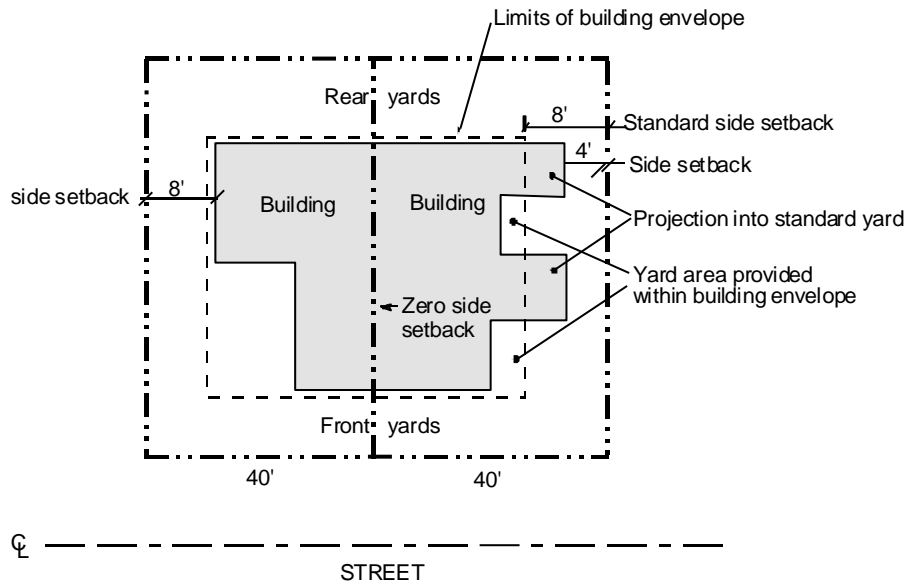 Limits of building envelope
Rear yards
8'
Standard side setback
4'
Side setback
side setback
8'
Building
Building
Projection into standard yard
Yard area provided
within building envelope
Zero side
setback
Front yards
40'
40'
℄
STREET